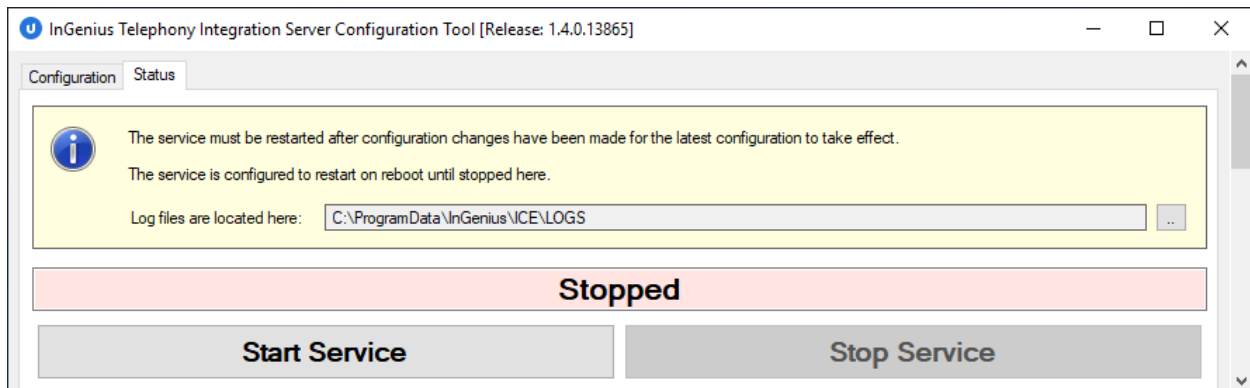 InGenius Telephony Integration Server Configuration Tool [Release: 1.4.0.13865]
Configuration Status
The service must be restarted after configuration changes have been made for the latest configuration to take effect.
The service is configured to restart on reboot until stopped here.
Log files are located here: C:\ProgramData\InGenius\ICE\LOGS ..
Stopped
Start Service Stop Service